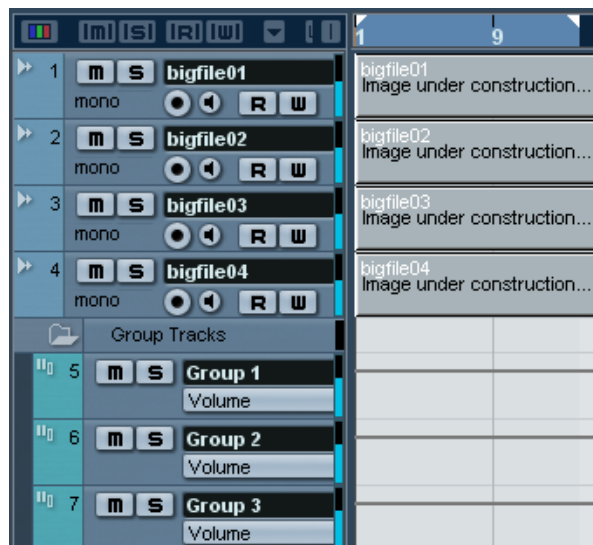 m S R W 1 9
1 m S bigfile01 bigfile01
Image under construction...
mono R W
2 m S bigfile02 bigfile02
Image under construction...
mono R W
3 m S bigfile03 bigfile03
Image under construction...
mono R W
4 m S bigfile04 bigfile04
Image under construction...
mono R W
Group Tracks
5 m S Group 1
Volume
6 m S Group 2
Volume
7 m S Group 3
Volume